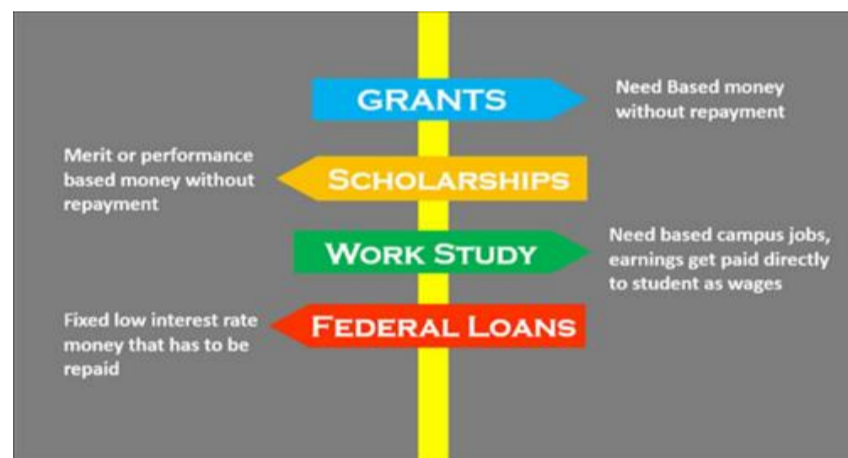 GRANTS
Need Based money
without repayment
Merit or performance
based money without
repayment
SCHOLARSHIPS
WORK STUDY
Need based campus jobs,
earnings get paid directly
to student as wages
Fixed low interest rate
money that has to be
repaid
FEDERAL LOANS